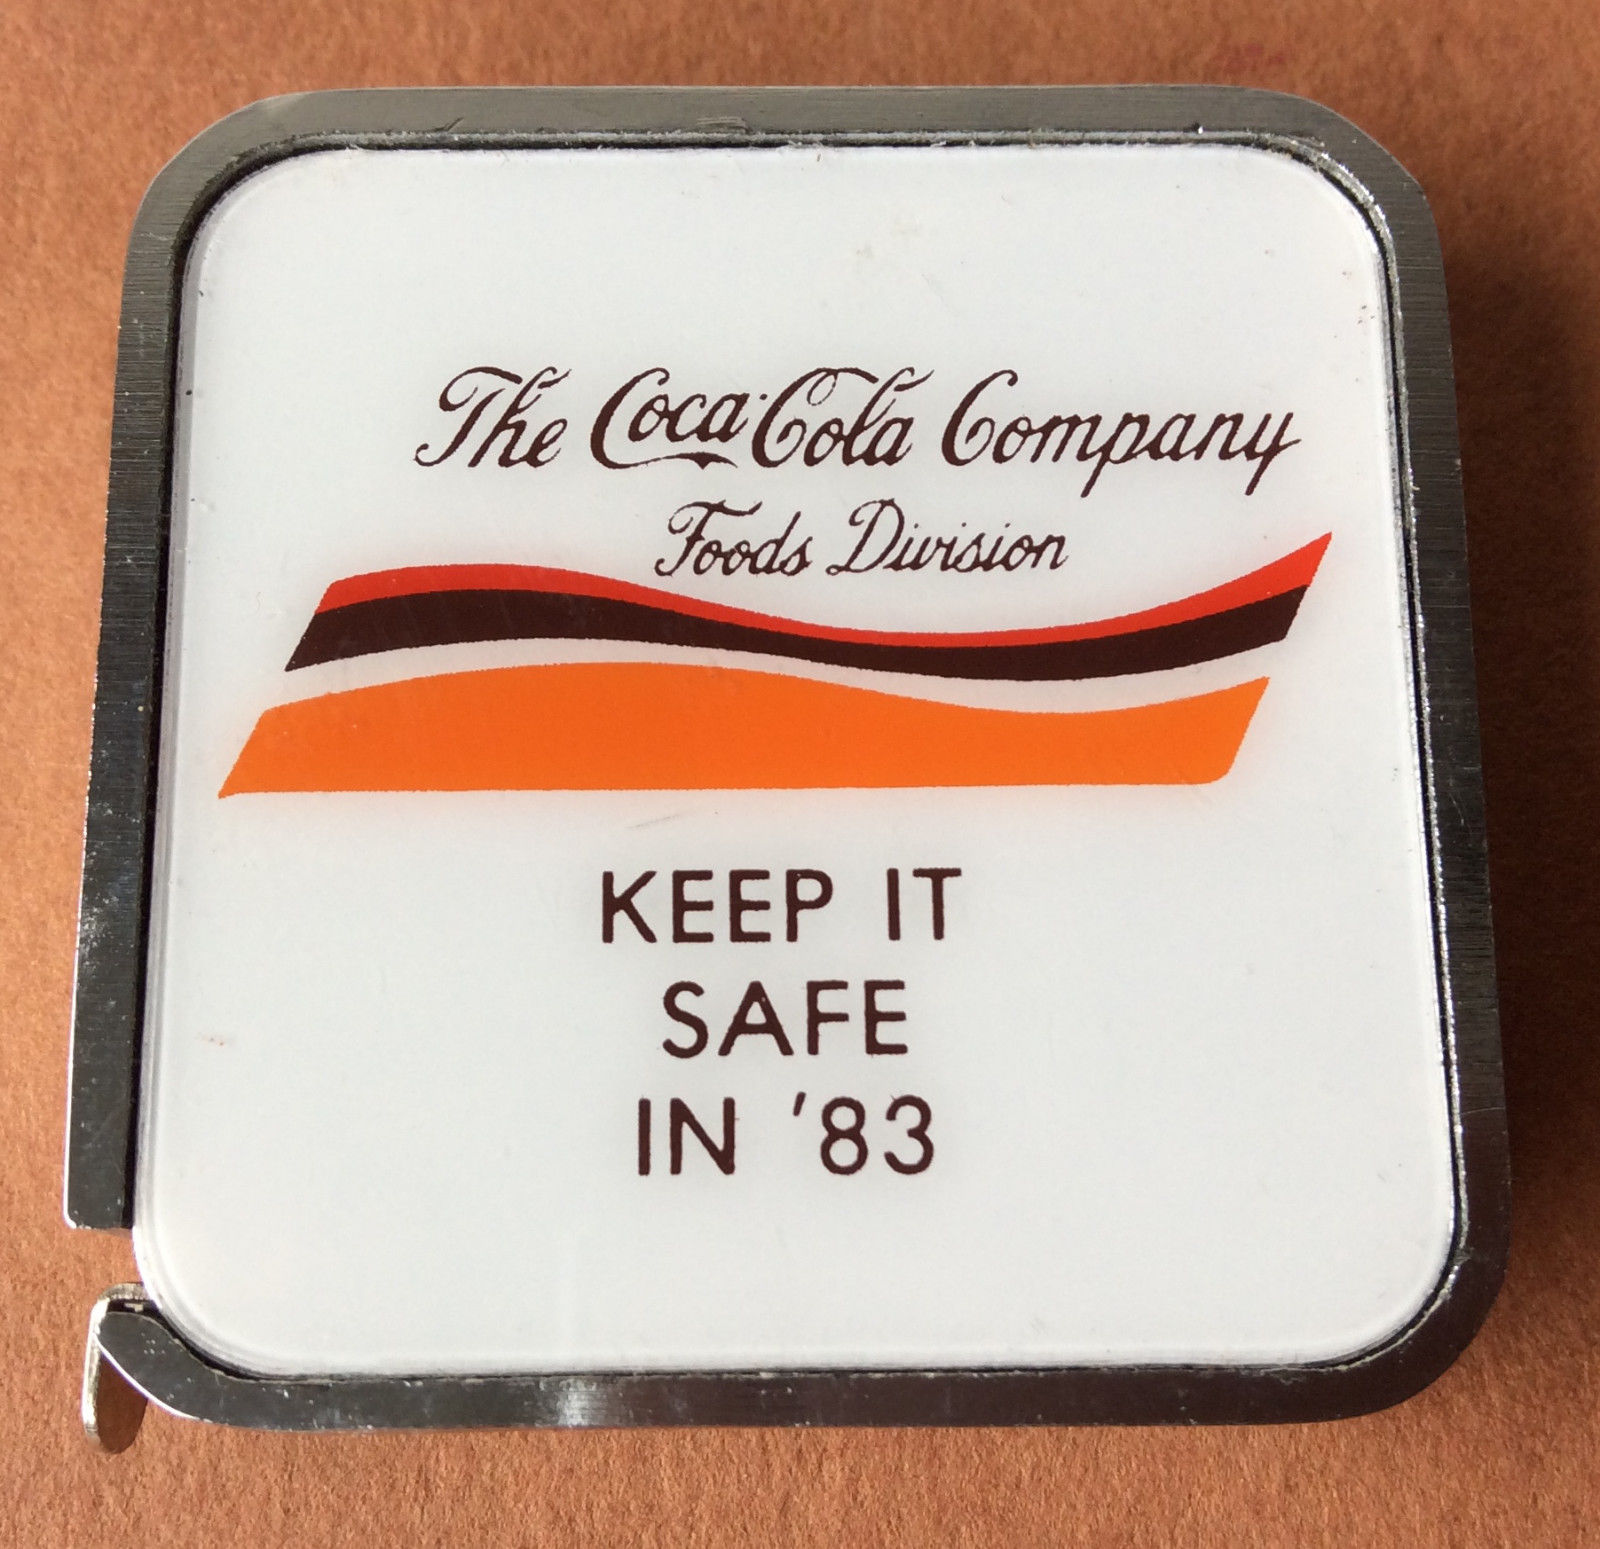 The Coca-Cola Company
Foods Division
KEEP IT
SAFE
IN '83